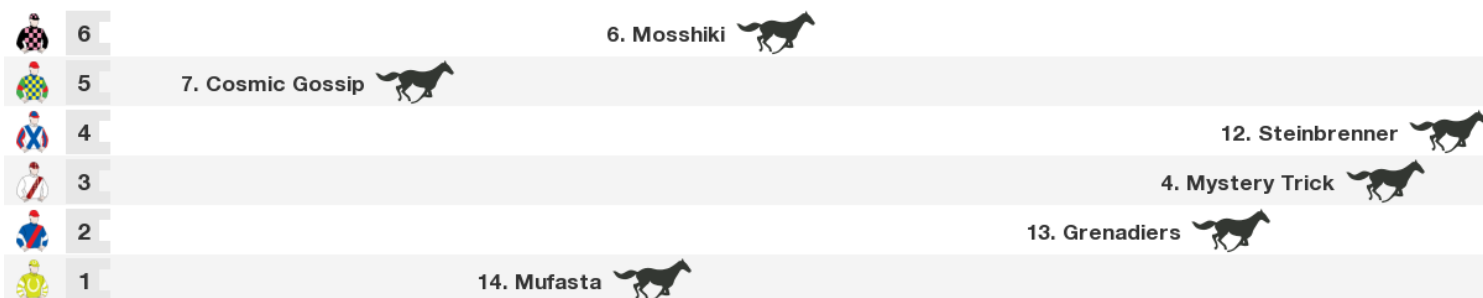 6 6. Mosshiki
5 7. Cosmic Gossip
4 12. Steinbrenner
3 4. Mystery Trick
2 13. Grenadiers
1 14. Mufasta